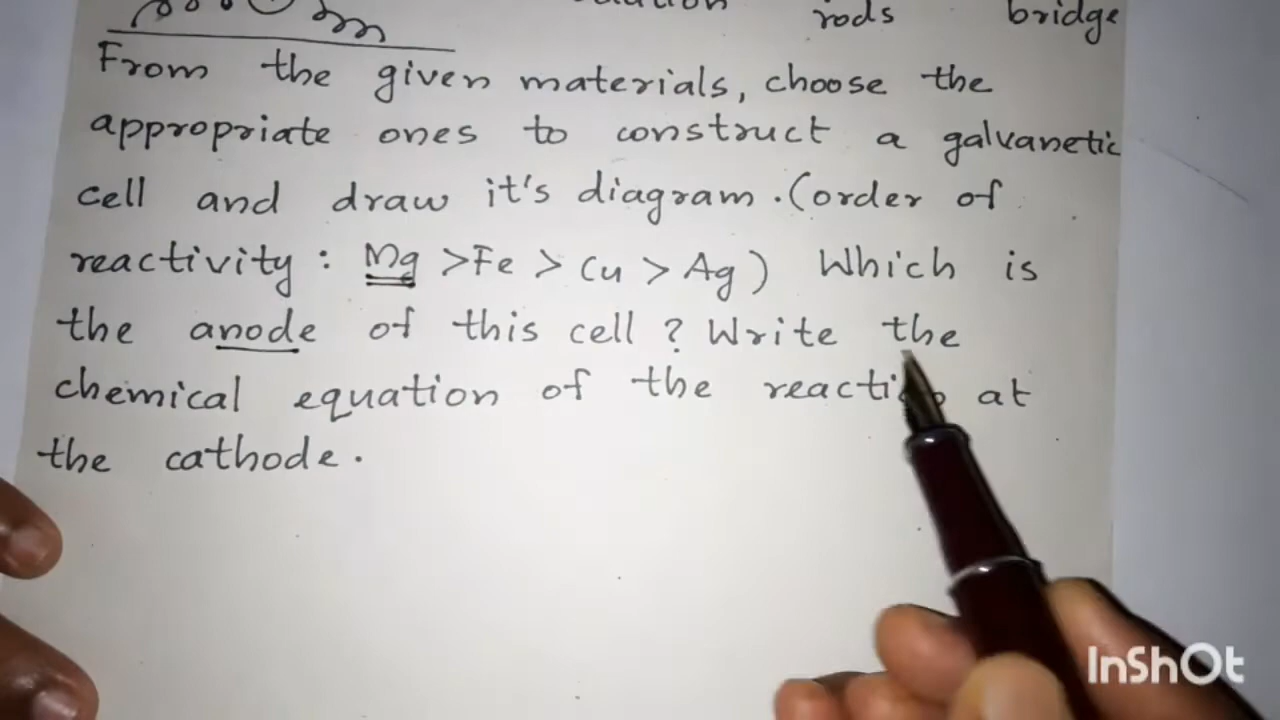 rods bridge
From the given materials, choose the
appropriate ones to construct a galvanetic
cell and draw it's diagram. (order of
reactivity : Mg >Fe > Cu > Ag) Which is
the anode of this cell ? Write the
chemical equation of the at
the cathode.
InShOt